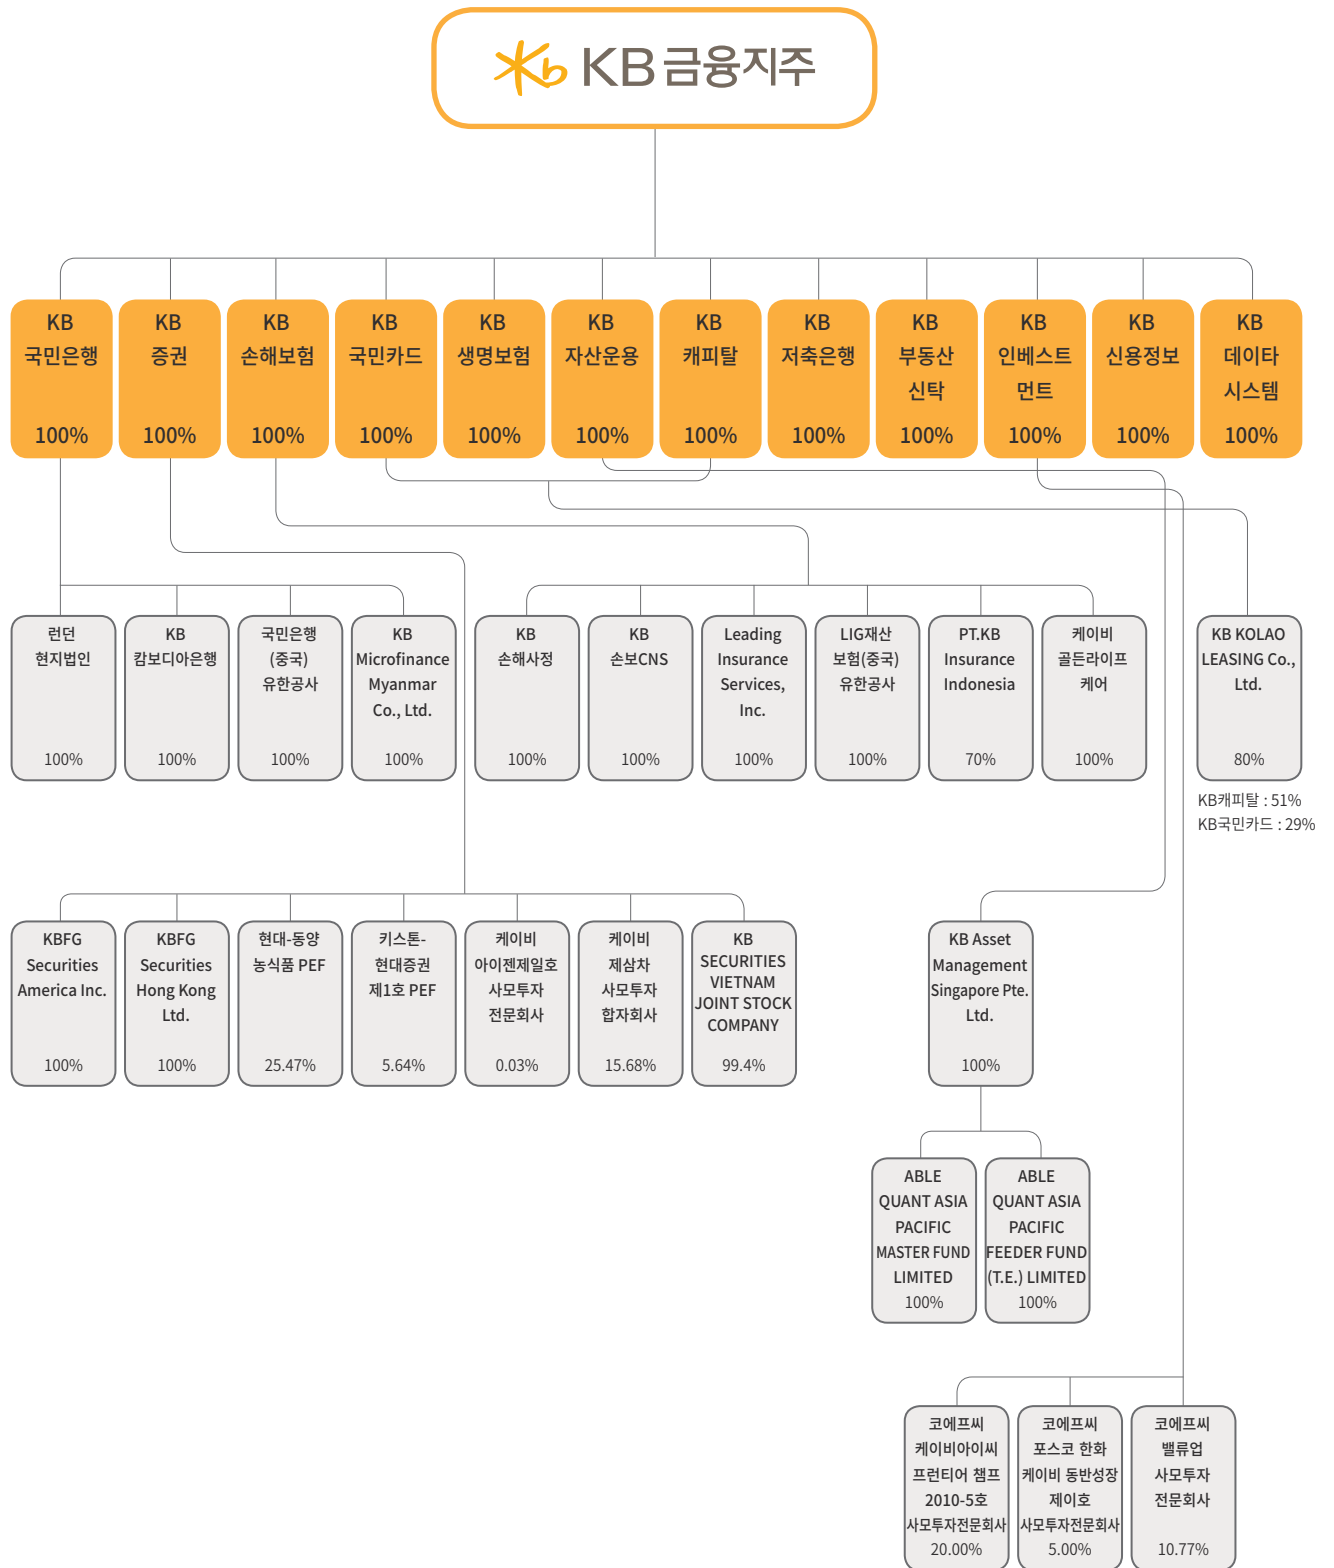 Kb KB금융지주
KB
국민은행
100%
KB
증권
100%
KB
손해보험
100%
KB
국민카드
100%
KB
생명보험
100%
KB
자산운용
100%
KB
캐피탈
100%
KB
저축은행
100%
KB
부동산
신탁
100%
KB
인베스트
먼트
100%
KB
신용정보
100%
KB
데이타
시스템
100%
런던
현지법인
100%
KB
캄보디아은행
100%
국민은행
(중국)
유한공사
100%
KB
Microfinance
Myanmar
Co., Ltd.
100%
KB
손해사정
100%
KB
손보CNS
100%
Leading
Insurance
Services,
Inc.
100%
LIG재산
보험(중국)
유한공사
100%
PT.KB
Insurance
Indonesia
70%
케이비
골든라이프
케어
100%
KB KOLAO
LEASING Co.,
Ltd.
80%
KB캐피탈 : 51%
KB국민카드 : 29%
KBFG
Securities
America Inc.
100%
KBFG
Securities
Hong Kong
Ltd.
100%
현대-동양
농식품 PEF
25.47%
키스톤-
현대증권
제1호 PEF
5.64%
케이비
아이젠제일호
사모투자
전문회사
0.03%
케이비
제삼차
사모투자
합자회사
15.68%
KB
SECURITIES
VIETNAM
JOINT STOCK
COMPANY
99.4%
KB Asset
Management
Singapore Pte.
Ltd.
100%
ABLE
QUANT ASIA
PACIFIC
MASTER FUND
LIMITED
100%
ABLE
QUANT ASIA
PACIFIC
FEEDER FUND
(T.E.) LIMITED
100%
코에프씨
케이비아이씨
프런티어 챔프
2010-5호
사모투자전문회사
20.00%
코에프씨
포스코 한화
케이비 동반성장
제이호
사모투자전문회사
5.00%
코에프씨
밸류업
사모투자
전문회사
10.77%